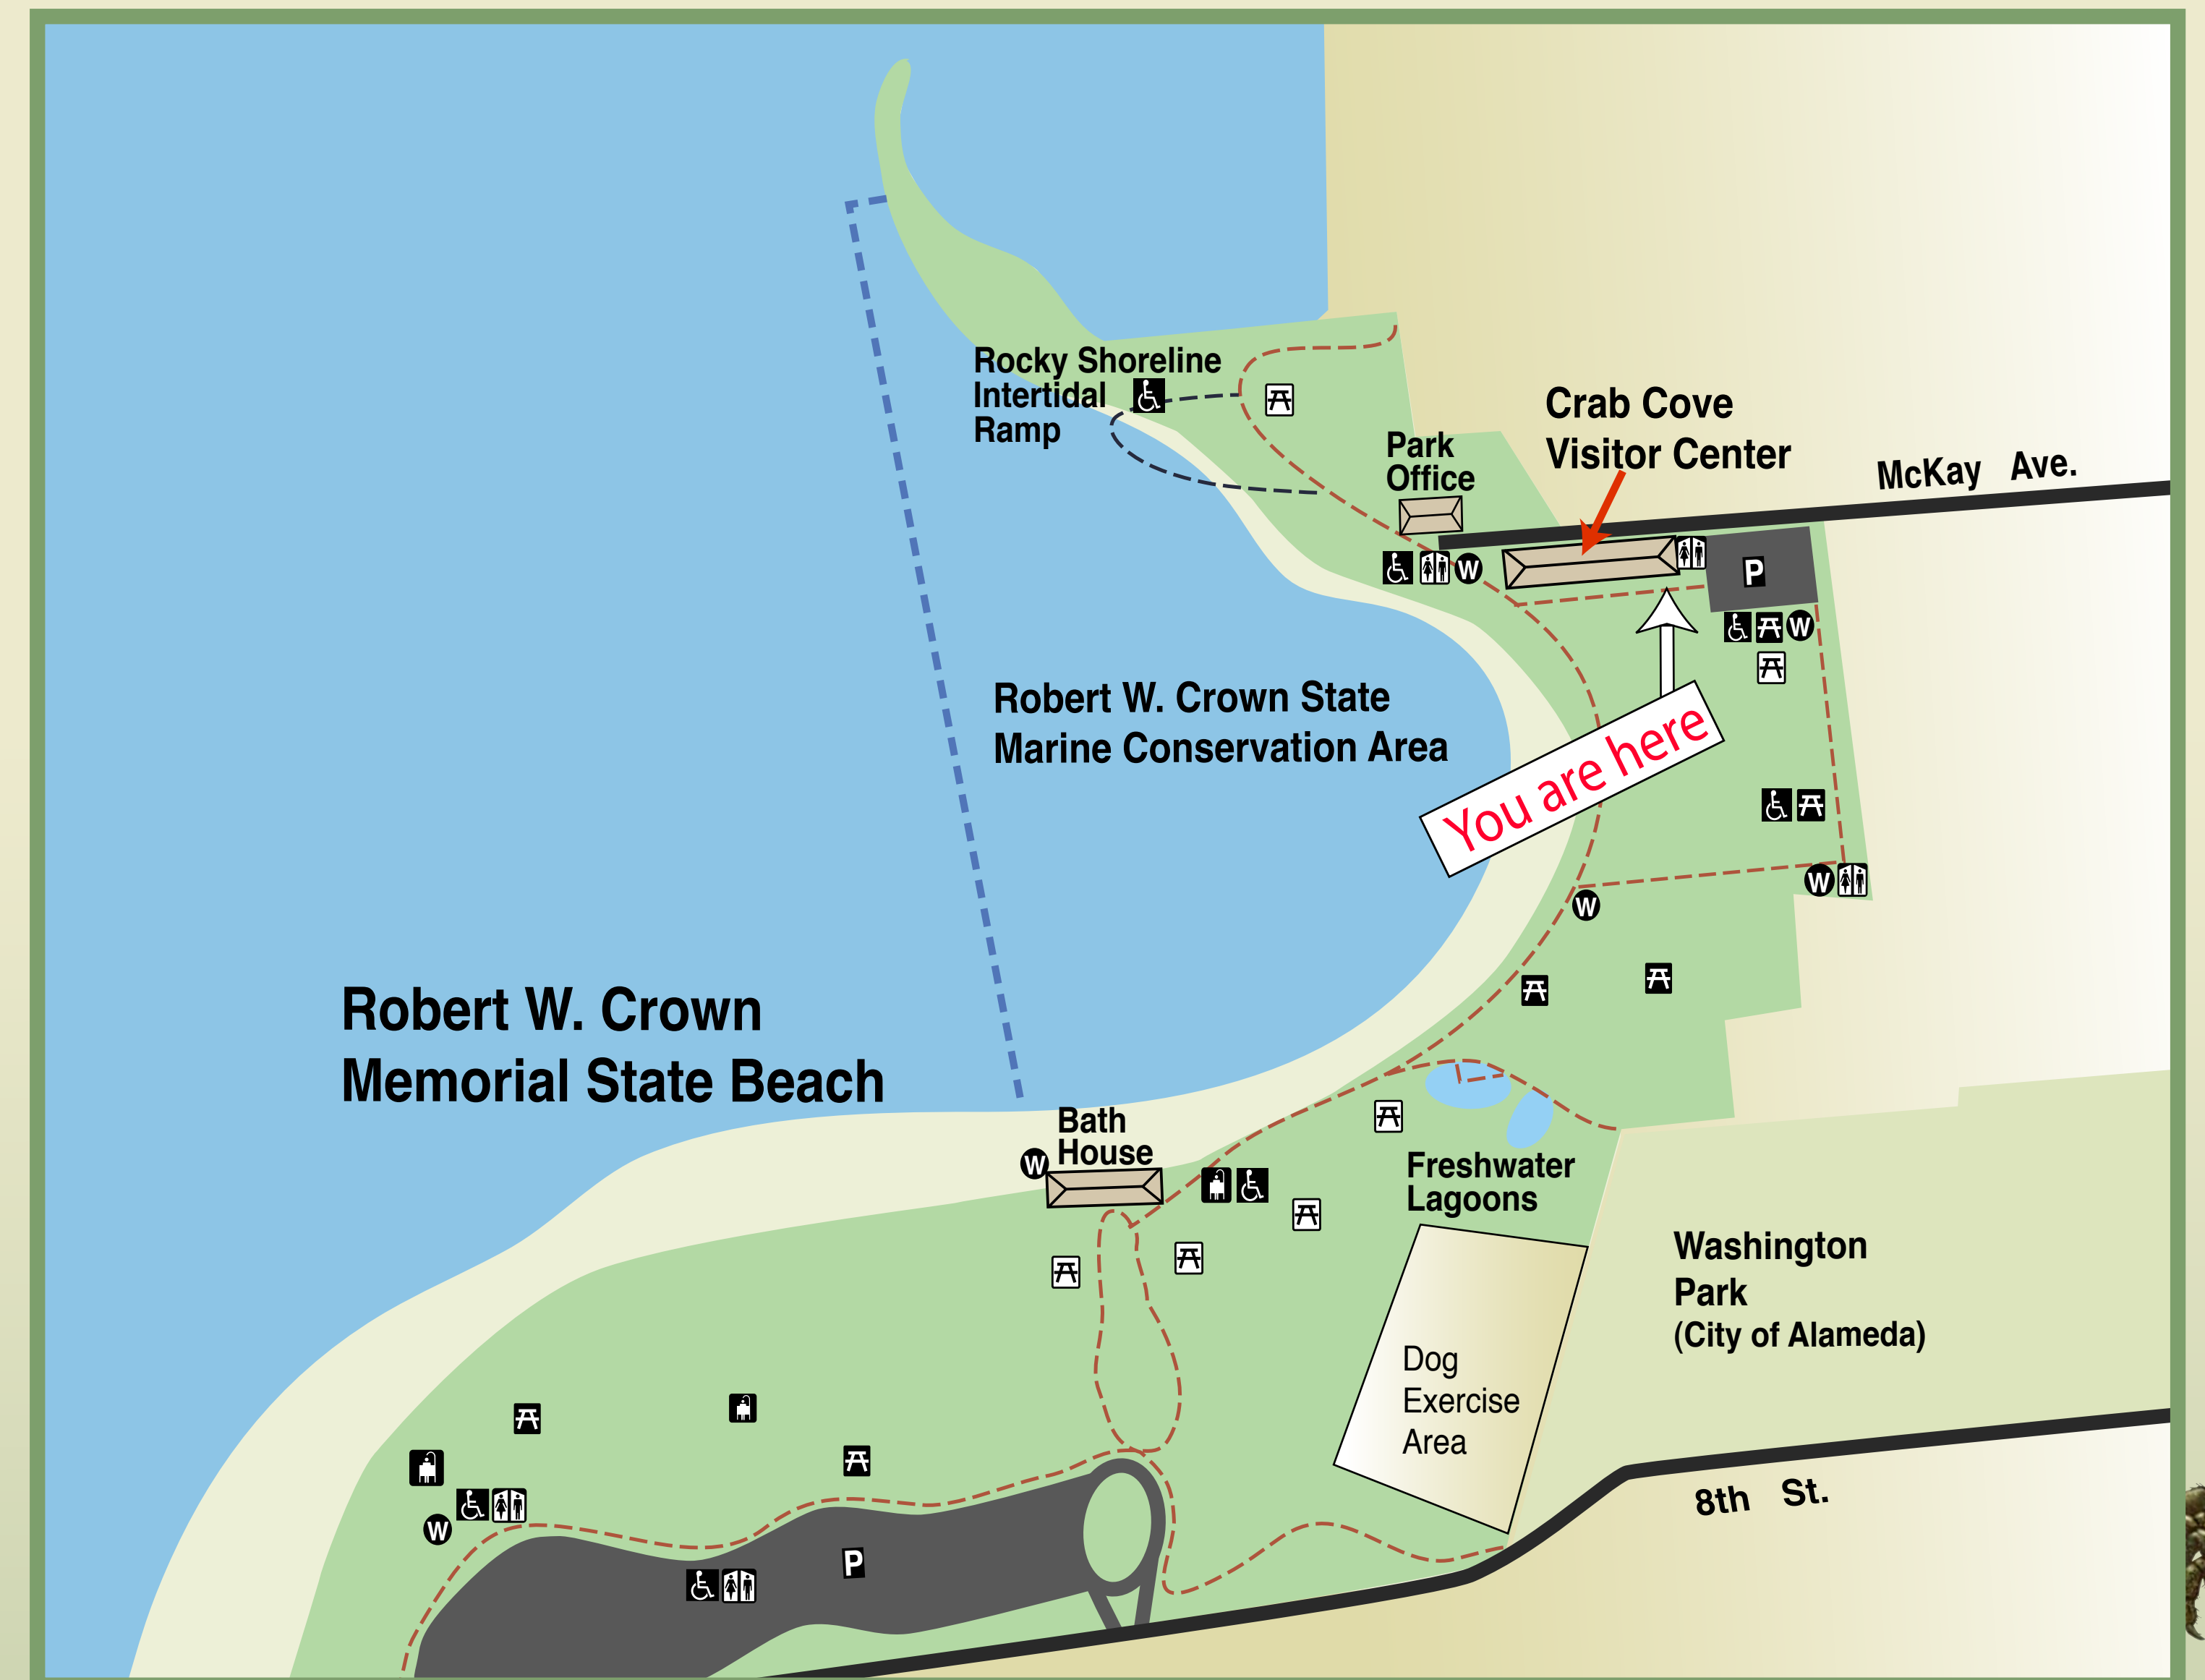 Rocky Shoreline
Intertidal
Ramp
Crab Cove
Visitor Center
Park
Office
McKay Ave.
W
P
W
Robert W. Crown State
Marine Conservation Area
You are here
W
W
Robert W. Crown
Memorial State Beach
Bath
House
W
Freshwater
Lagoons
Washington
Park
(City of Alameda)
Dog
Exercise
Area
8th St.
W
P